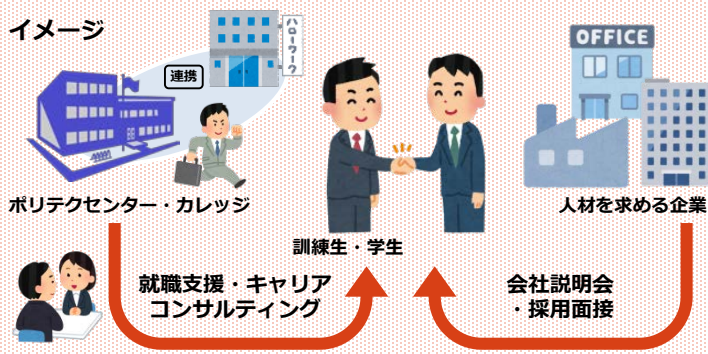 イメージ
ハローワーク
連携
OFFICE
ポリテクセンター・カレッジ
人材を求める企業
訓練生・学生
就職支援・キャリア
コンサルティング
会社説明会
・採用面接